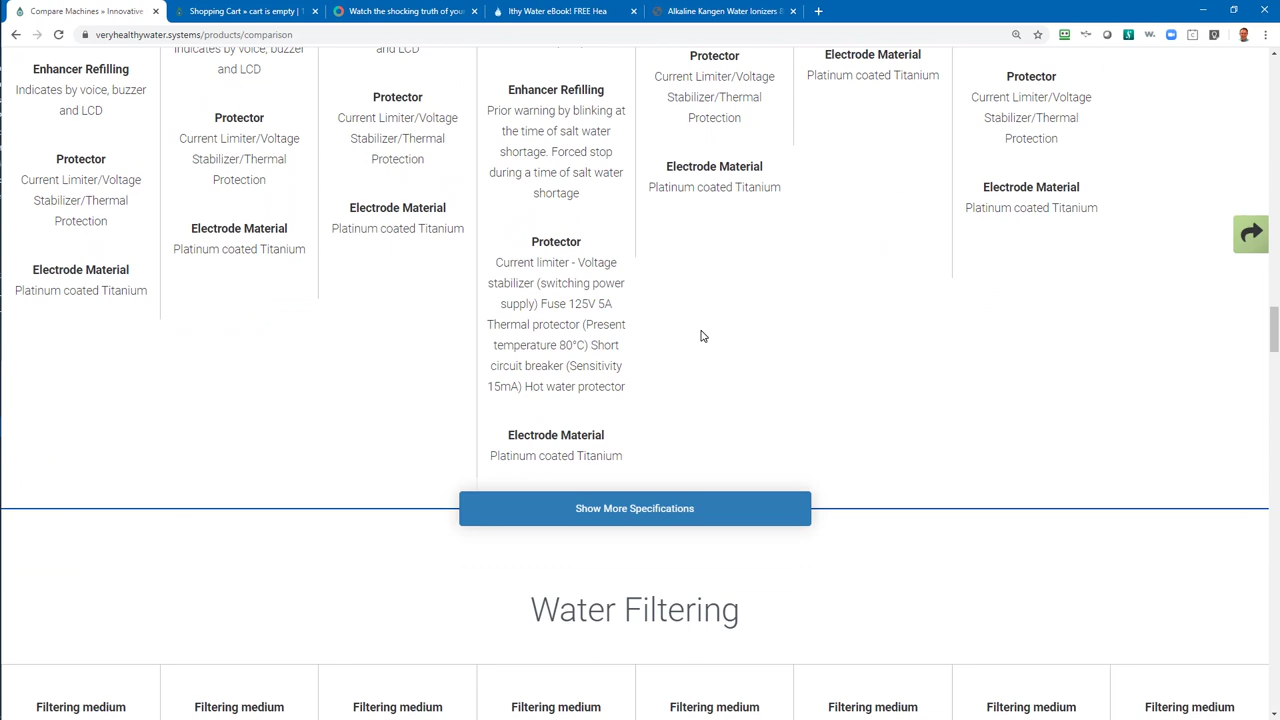 Compare Machines » Innovative
Shopping Cart » cart is empty | 1
Watch the shocking truth of your
lthy Water eBook! FREE Hea
Alkaline Kangen Water Ionizers &
veryhealthywater.systems/products/comparison
Indicates by voice, buzzer
and LCD
Enhancer Refilling
Indicates by voice, buzzer
and LCD
Protector
Current Limiter/Voltage
Stabilizer/Thermal
Protection
Electrode Material
Platinum coated Titanium
Indicates by voice, buzzer
and LCD
Protector
Current Limiter/Voltage
Stabilizer/Thermal
Protection
Electrode Material
Platinum coated Titanium
and LCD
Protector
Current Limiter/Voltage
Stabilizer/Thermal
Protection
Electrode Material
Platinum coated Titanium
Enhancer Refilling
Prior warning by blinking at
the time of salt water
shortage. Forced stop
during a time of salt water
shortage
Protector
Current limiter - Voltage
stabilizer (switching power
supply) Fuse 125V 5A
Thermal protector (Present
temperature 80°C) Short
circuit breaker (Sensitivity
15mA) Hot water protector
Electrode Material
Platinum coated Titanium
Protector
Current Limiter/Voltage
Stabilizer/Thermal
Protection
Electrode Material
Platinum coated Titanium
Electrode Material
Platinum coated Titanium
Protector
Current Limiter/Voltage
Stabilizer/Thermal
Protection
Electrode Material
Platinum coated Titanium
Show More Specifications
Water Filtering
Filtering medium
Filtering medium
Filtering medium
Filtering medium
Filtering medium
Filtering medium
Filtering medium
Filtering medium